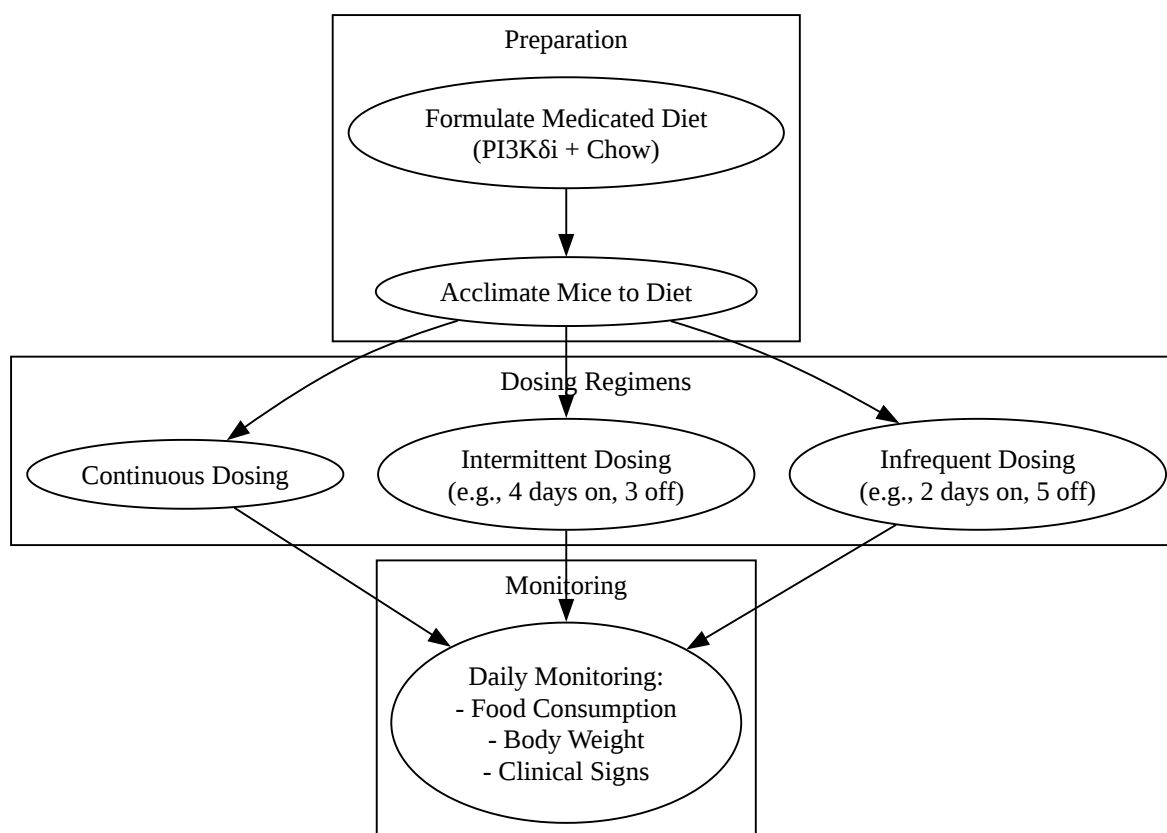 Preparation
Formulate Medicated Diet
(PI3Kδi + Chow)
Acclimate Mice to Diet
Dosing Regimens
Continuous Dosing
Intermittent Dosing
(e.g., 4 days on, 3 off)
Infrequent Dosing
(e.g., 2 days on, 5 off)
Monitoring
Daily Monitoring:
- Food Consumption
- Body Weight
- Clinical Signs